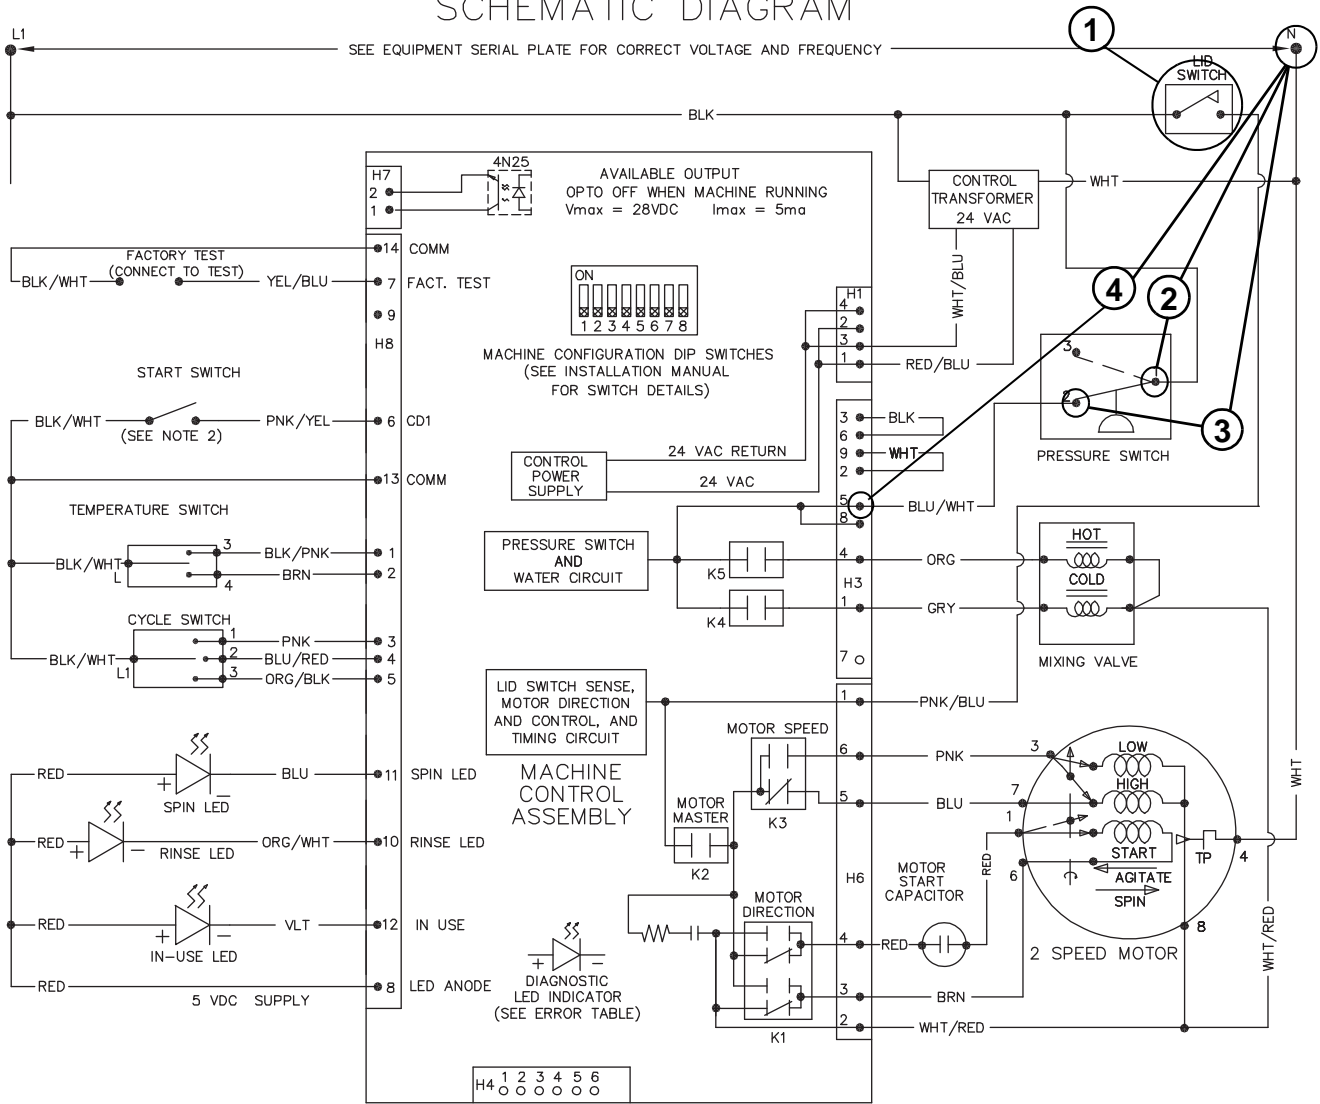 SCHEMATIC DIAGRAM
L1
SEE EQUIPMENT SERIAL PLATE FOR CORRECT VOLTAGE AND FREQUENCY
1
N
LID
SWITCH
BLK
H7
2
1
4N25
AVAILABLE OUTPUT
OPTO OFF WHEN MACHINE RUNNING
Vmax = 28VDC Imax = 5ma
CONTROL
TRANSFORMER
24 VAC
WHT
14 COMM
FACTORY TEST
(CONNECT TO TEST)
BLK/WHT
YEL/BLU
7 FACT. TEST
9
H8
ON
1 2 3 4 5 6 7 8
MACHINE CONFIGURATION DIP SWITCHES
(SEE INSTALLATION MANUAL
FOR SWITCH DETAILS)
WHT/BLU
H1
4
2
3
1
RED/BLU
4
2
3
3
2
PRESSURE SWITCH
START SWITCH
BLK/WHT
PNK/YEL
6 CD1
(SEE NOTE 2)
13 COMM
3
6
9
2
5
8
BLK
WHT
BLU/WHT
24 VAC RETURN
CONTROL
POWER
SUPPLY
24 VAC
TEMPERATURE SWITCH
BLK/WHT
L
3
4
BLK/PNK
BRN
1
2
PRESSURE SWITCH
AND
WATER CIRCUIT
K5
K4
4
H3
1
7
ORG
GRY
HOT
COLD
MIXING VALVE
CYCLE SWITCH
BLK/WHT
L1
1
2
3
PNK
BLU/RED
ORG/BLK
3
4
5
LID SWITCH SENSE,
MOTOR DIRECTION
AND CONTROL, AND
TIMING CIRCUIT
1
PNK/BLU
MOTOR SPEED
K3
6
5
PNK
BLU
MACHINE
CONTROL
ASSEMBLY
MOTOR
MASTER
K2
RED
BLU
11 SPIN LED
+
–
SPIN LED
RED
ORG/WHT
10 RINSE LED
+
–
RINSE LED
RED
VLT
12 IN USE
+
–
IN-USE LED
RED
8 LED ANODE
5 VDC SUPPLY
3
7
1
6
LOW
HIGH
START
TP
4
AGITATE
SPIN
8
2 SPEED MOTOR
WHT
WHT/RED
RED
H6
MOTOR
START
CAPACITOR
MOTOR
DIRECTION
K1
4
3
2
RED
BRN
WHT/RED
+
–
DIAGNOSTIC
LED INDICATOR
(SEE ERROR TABLE)
H4 1 2 3 4 5 6